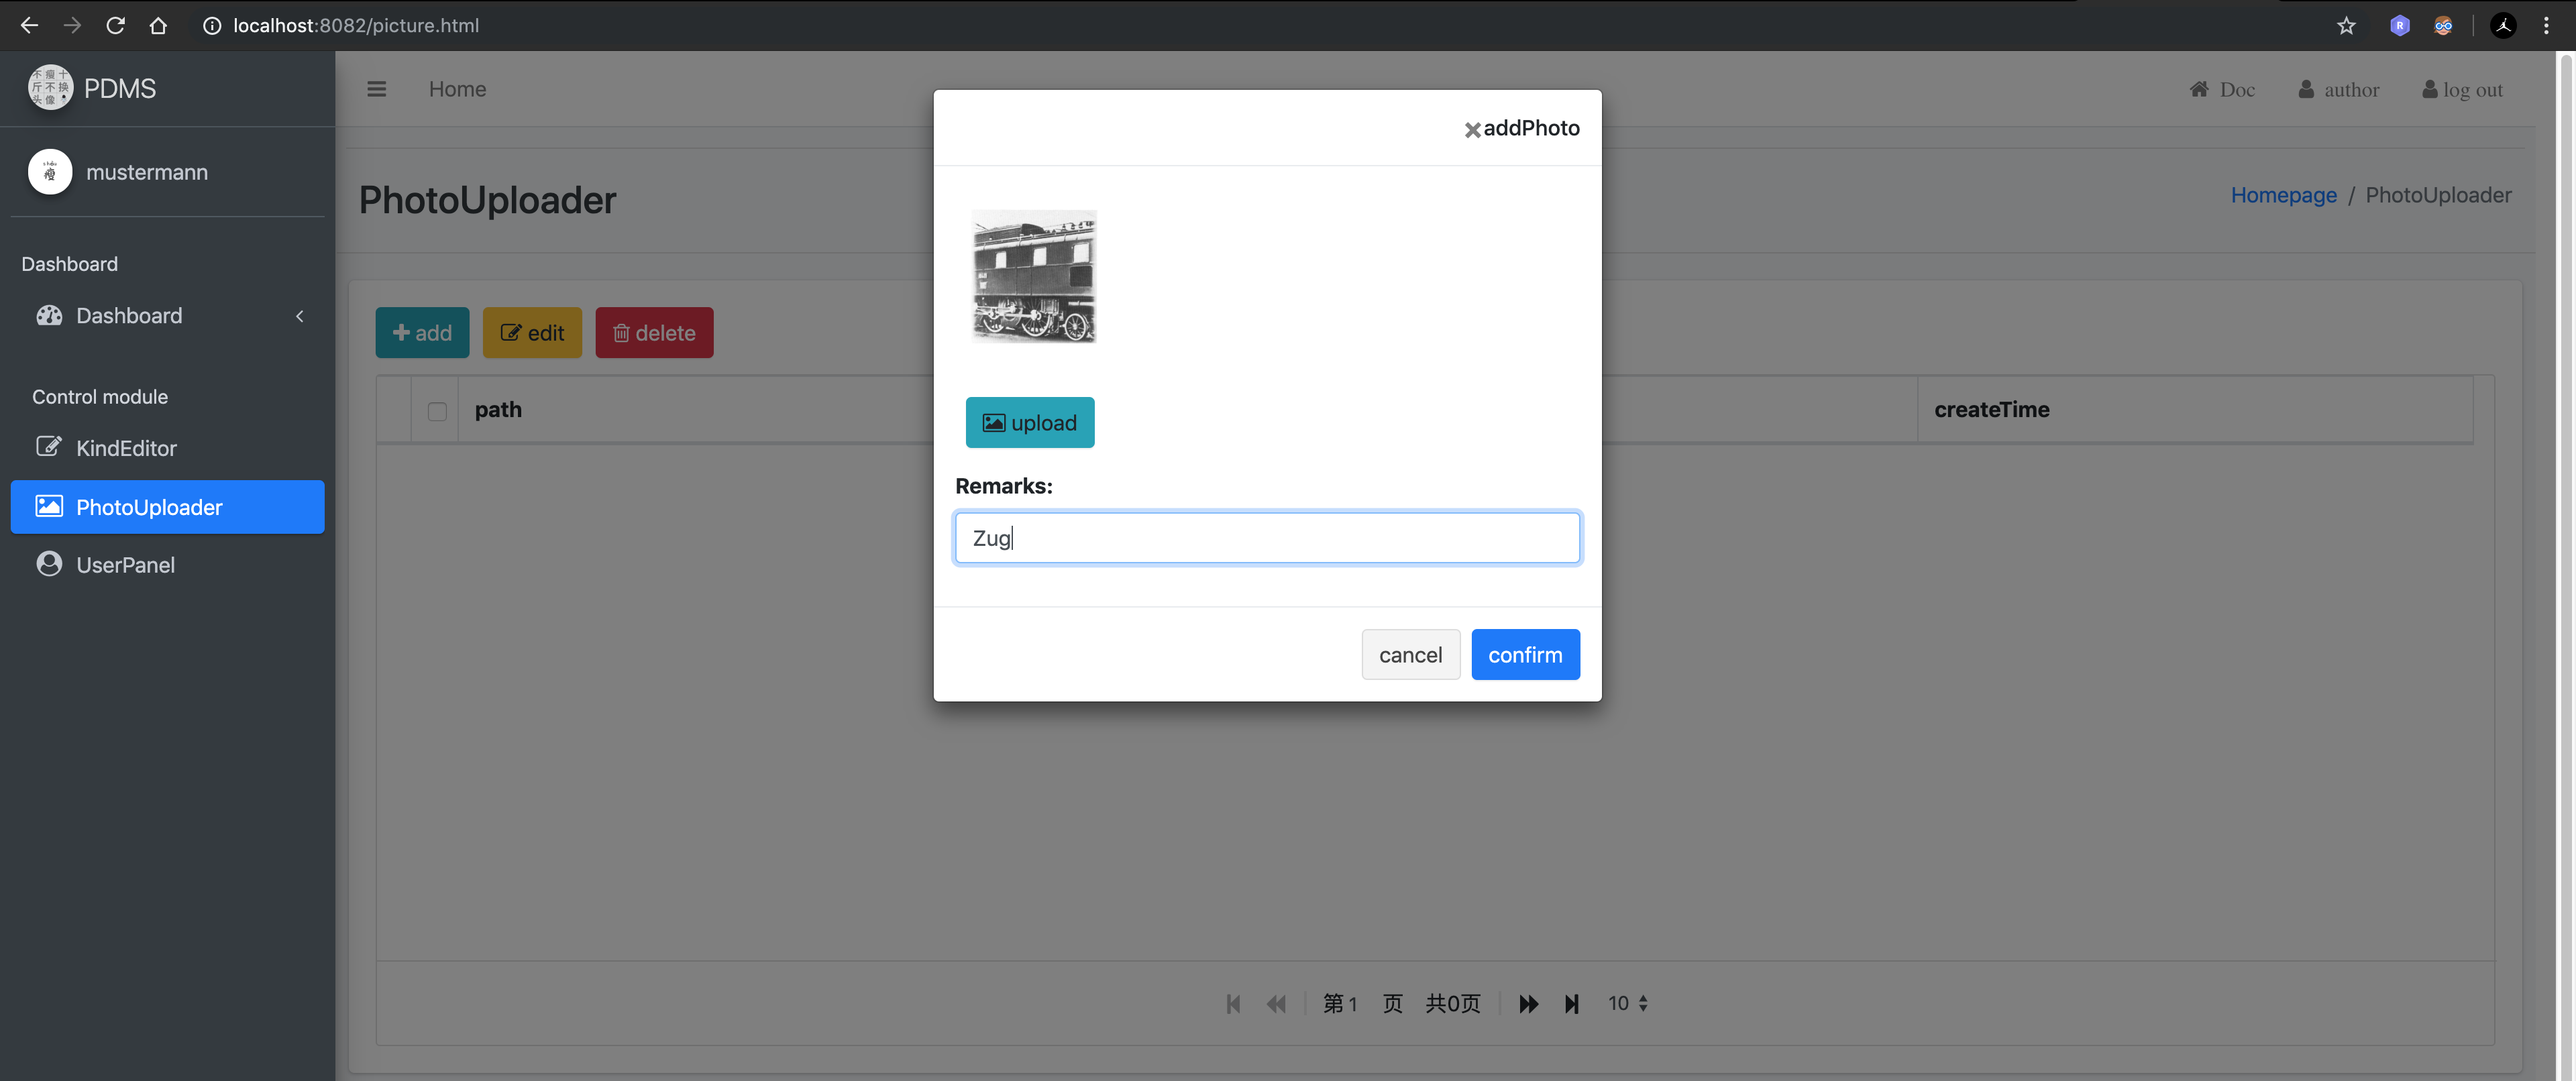 localhost:8082/picture.html
PDMS
mustermann
Dashboard
Dashboard
Control module
KindEditor
PhotoUploader
UserPanel
Home
Doc
author
log out
PhotoUploader
Homepage / PhotoUploader
add
edit
delete
path
createTime
addPhoto
upload
Remarks:
Zug
cancel
confirm
第 1 页 共0页
10